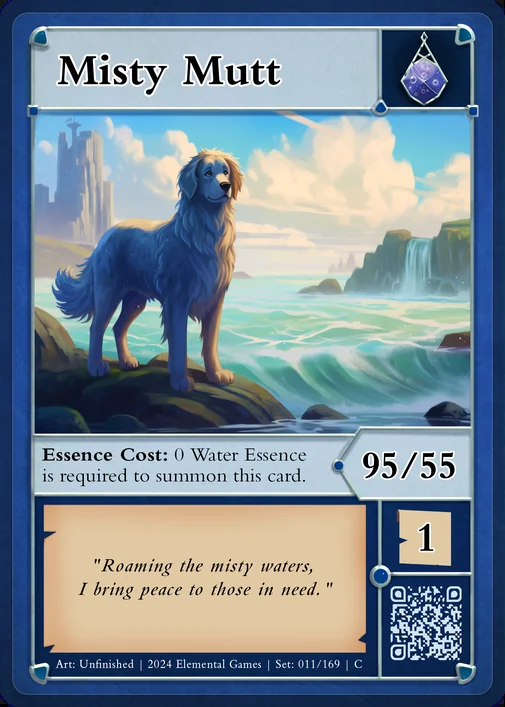 Misty Mutt
Essence Cost: 0 Water Essence
is required to summon this card.
95/55
"Roaming the misty waters,
I bring peace to those in need."
1
Art: Unfinished | 2024 Elemental Games | Set: 011/169 | C